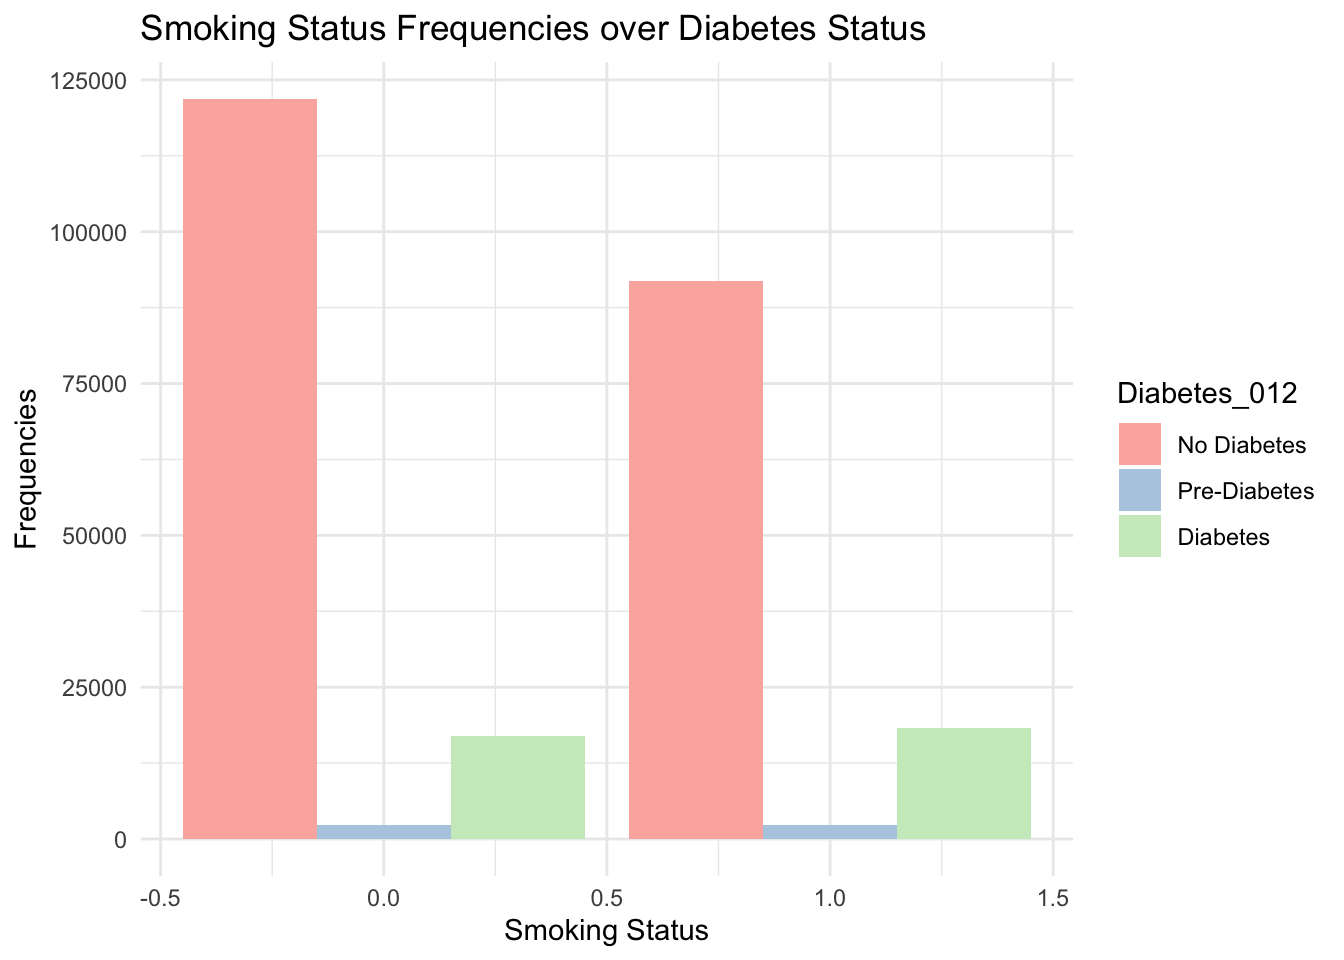 Smoking Status Frequencies over Diabetes Status
125000
100000
75000
50000
25000
0
Frequencies
-0.5
0.0
0.5
1.0
1.5
Smoking Status
Diabetes_012
No Diabetes
Pre-Diabetes
Diabetes